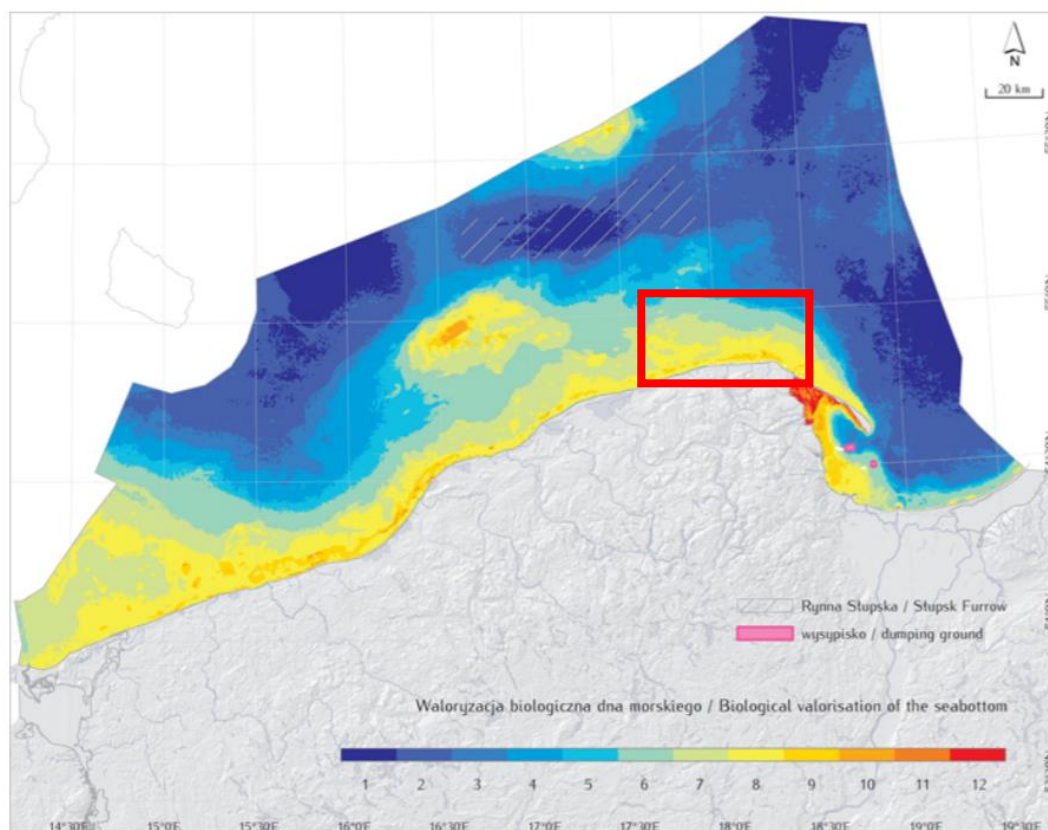 N
20 km
Rynna Słupska / Słupsk Furrow
wysypisko / dumping ground
Waloryzacja biologiczna dna morskiego / Biological valorisation of the seabottom
1 2 3 4 5 6 7 8 9 10 11 12
14°30'E 15°0'E 15°30'E 16°0'E 16°30'E 17°0'E 17°30'E 18°0'E 18°30'E 19°0'E 19°30'E